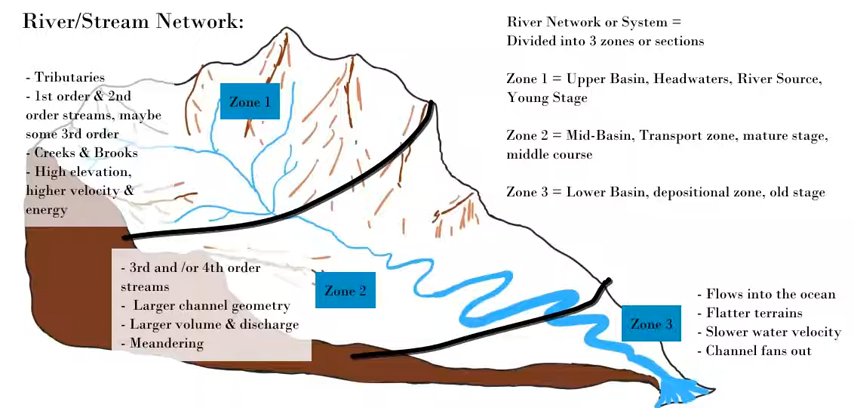 River/Stream Network:
River Network or System =
Divided into 3 zones or sections
Zone 1 = Upper Basin, Headwaters, River Source,
Young Stage
Zone 2 = Mid-Basin, Transport zone, mature stage,
middle course
Zone 3 = Lower Basin, depositional zone, old stage
- Tributaries
- 1st order & 2nd
order streams, maybe
some 3rd order
- Creeks & Brooks
- High elevation,
higher velocity &
energy
Zone 1
- 3rd and /or 4th order
streams
- Larger channel geometry
- Larger volume & discharge
- Meandering
Zone 2
Zone 3
- Flows into the ocean
- Flatter terrains
- Slower water velocity
- Channel fans out